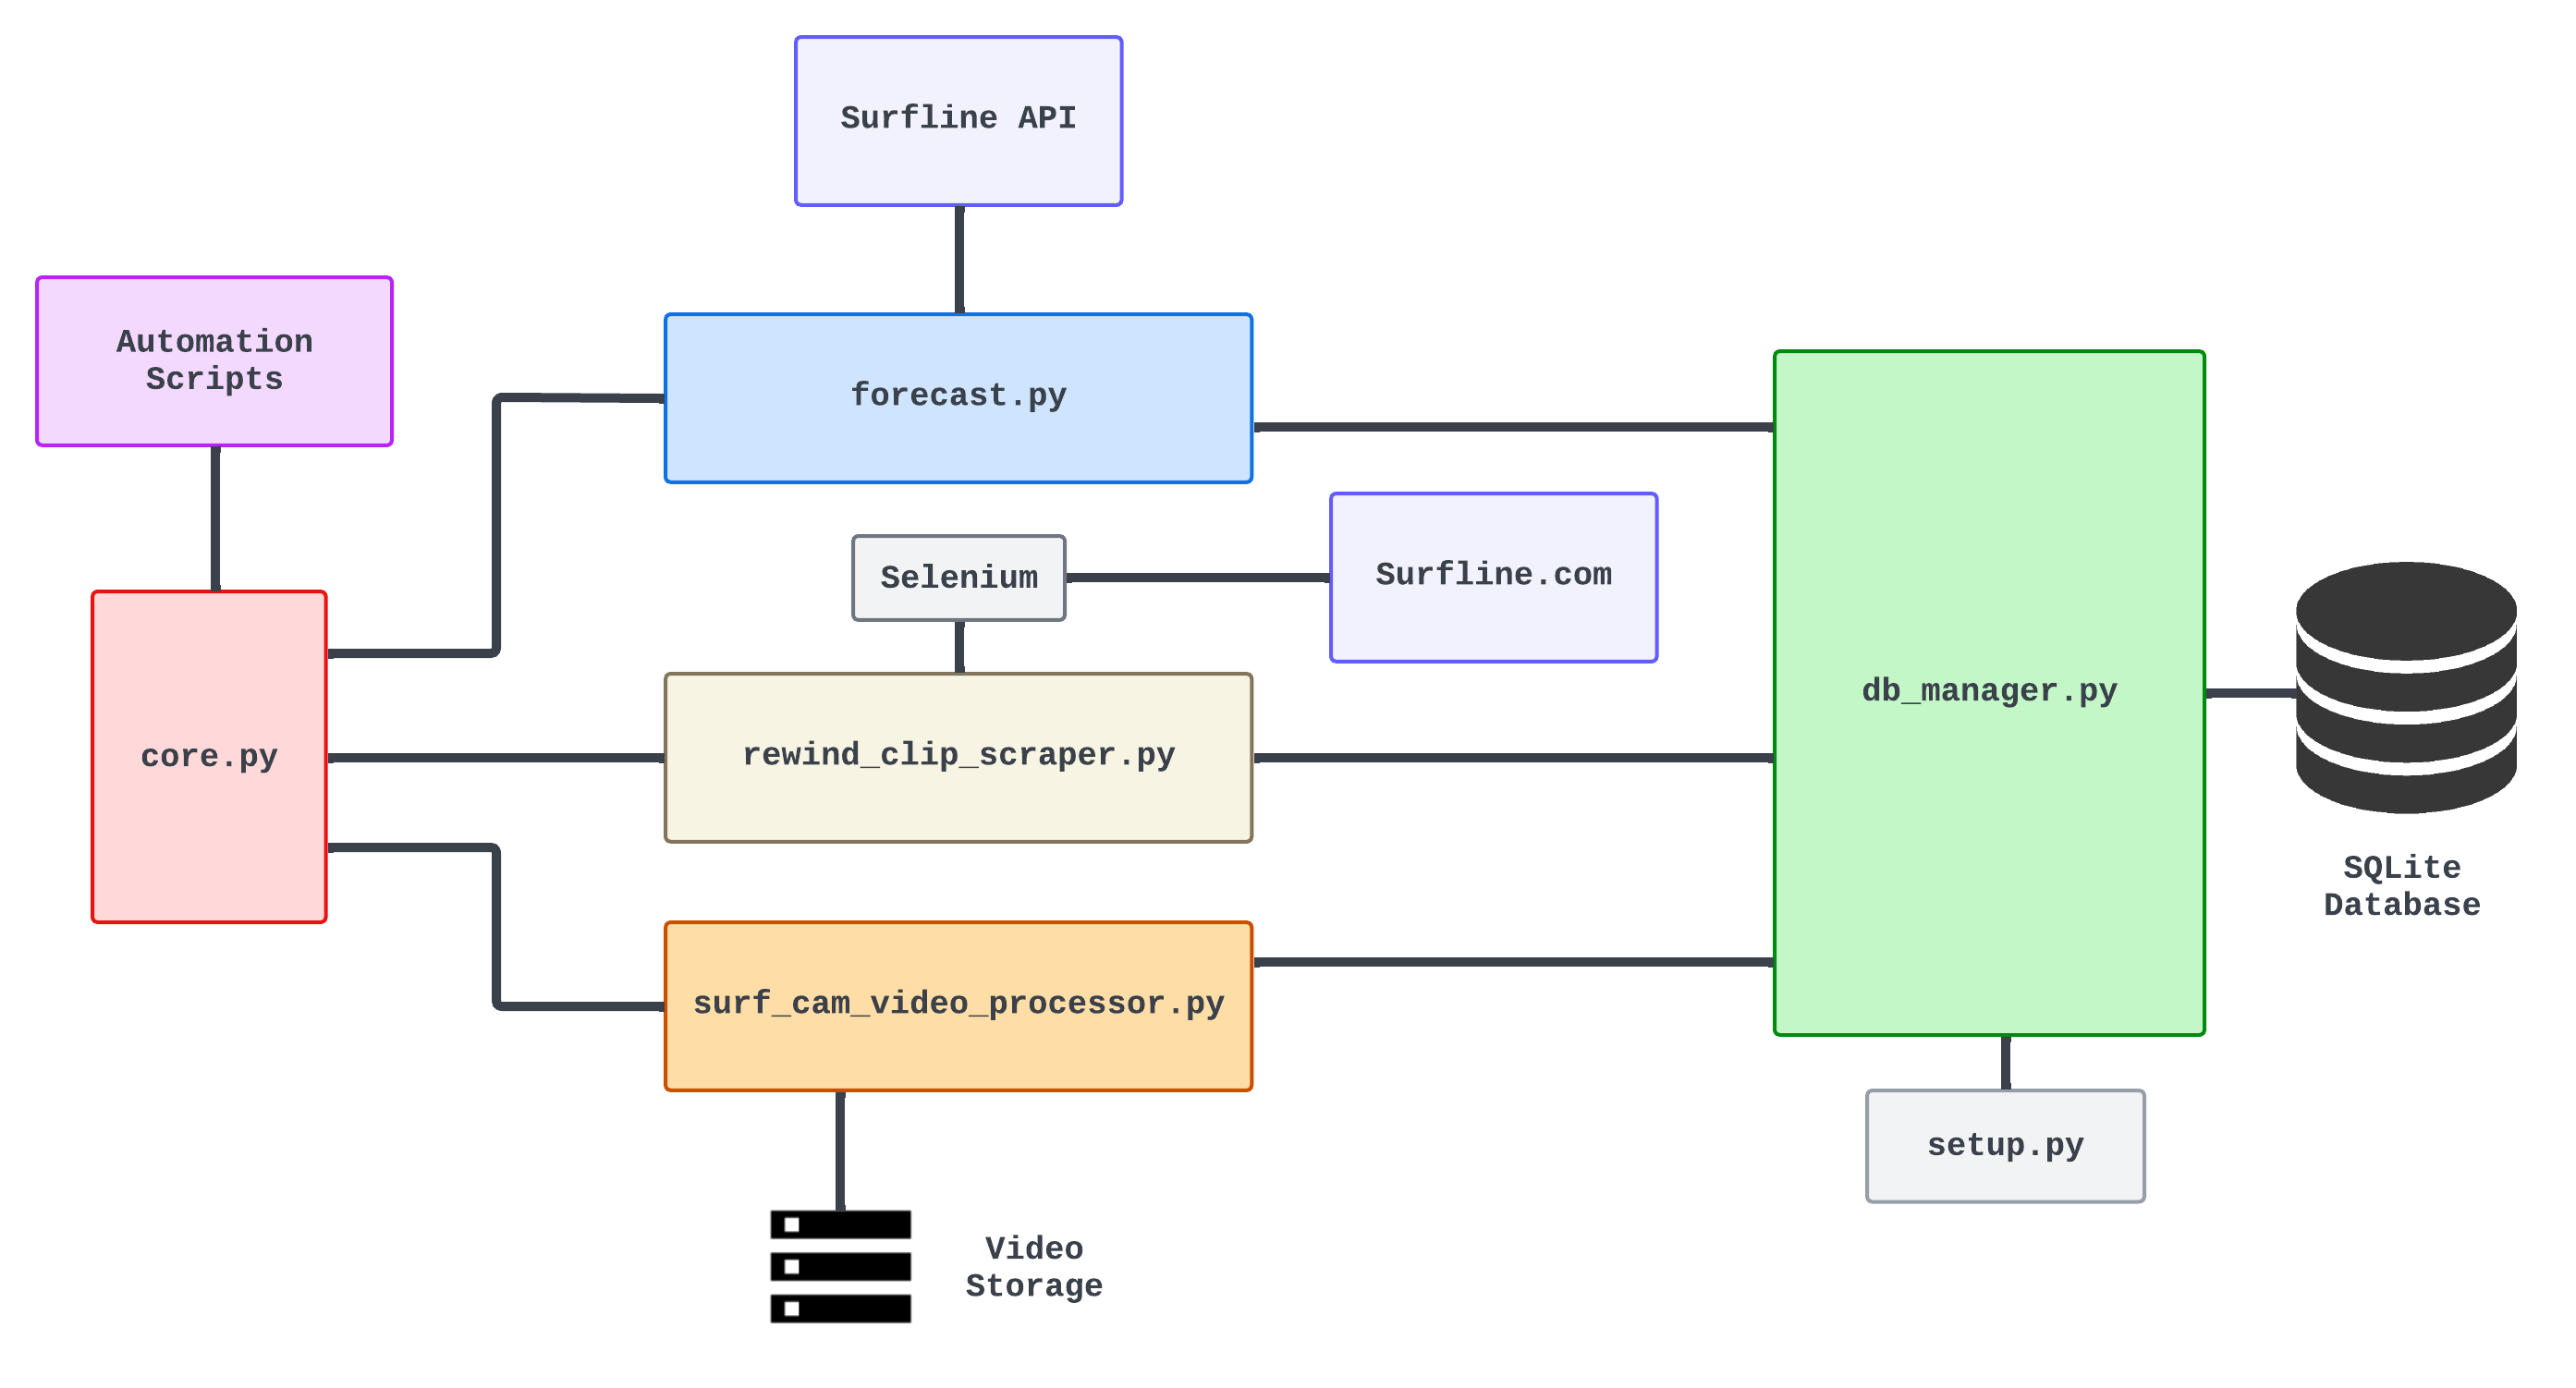 Surfline API
Automation
Scripts
forecast.py
Selenium
Surfline.com
core.py
rewind_clip_scraper.py
db_manager.py
SQLite
Database
surf_cam_video_processor.py
setup.py
Video
Storage